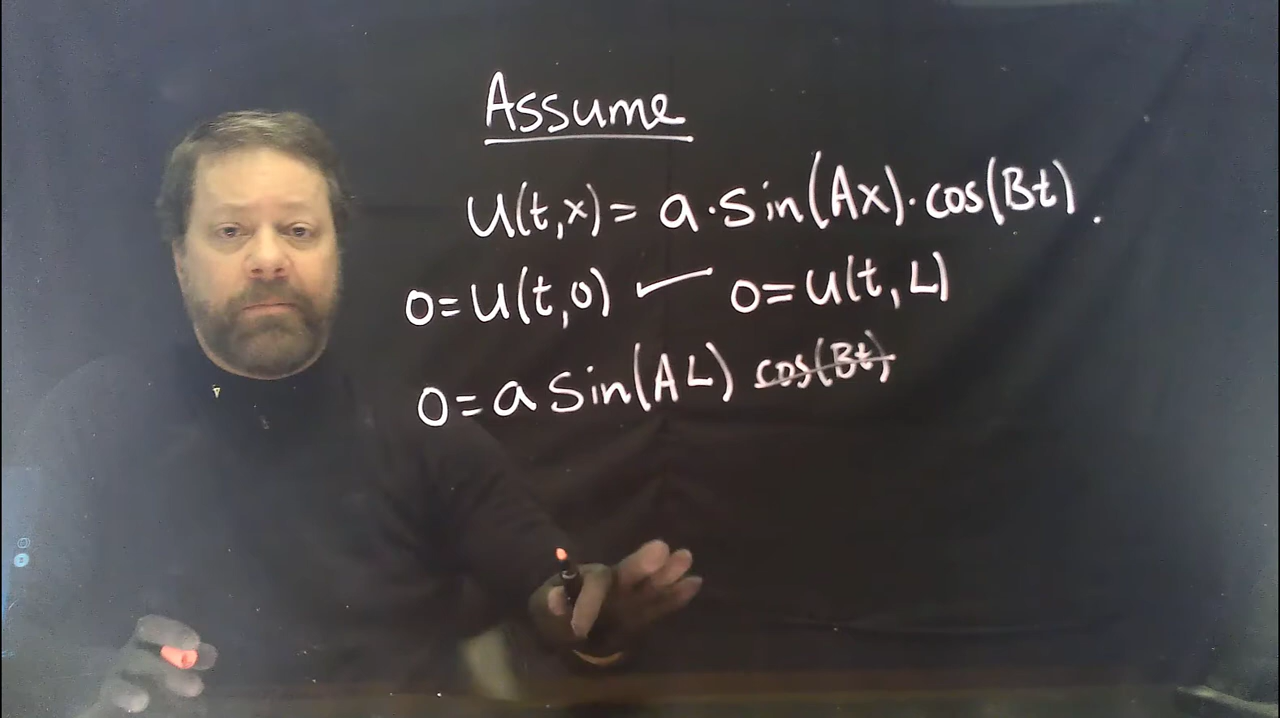 Assume
u(t,x) = a · sin(Ax) · cos(Bt).
0=u(t,0) ✓ 0=u(t,L)
0=a sin(AL) cos(Bt)